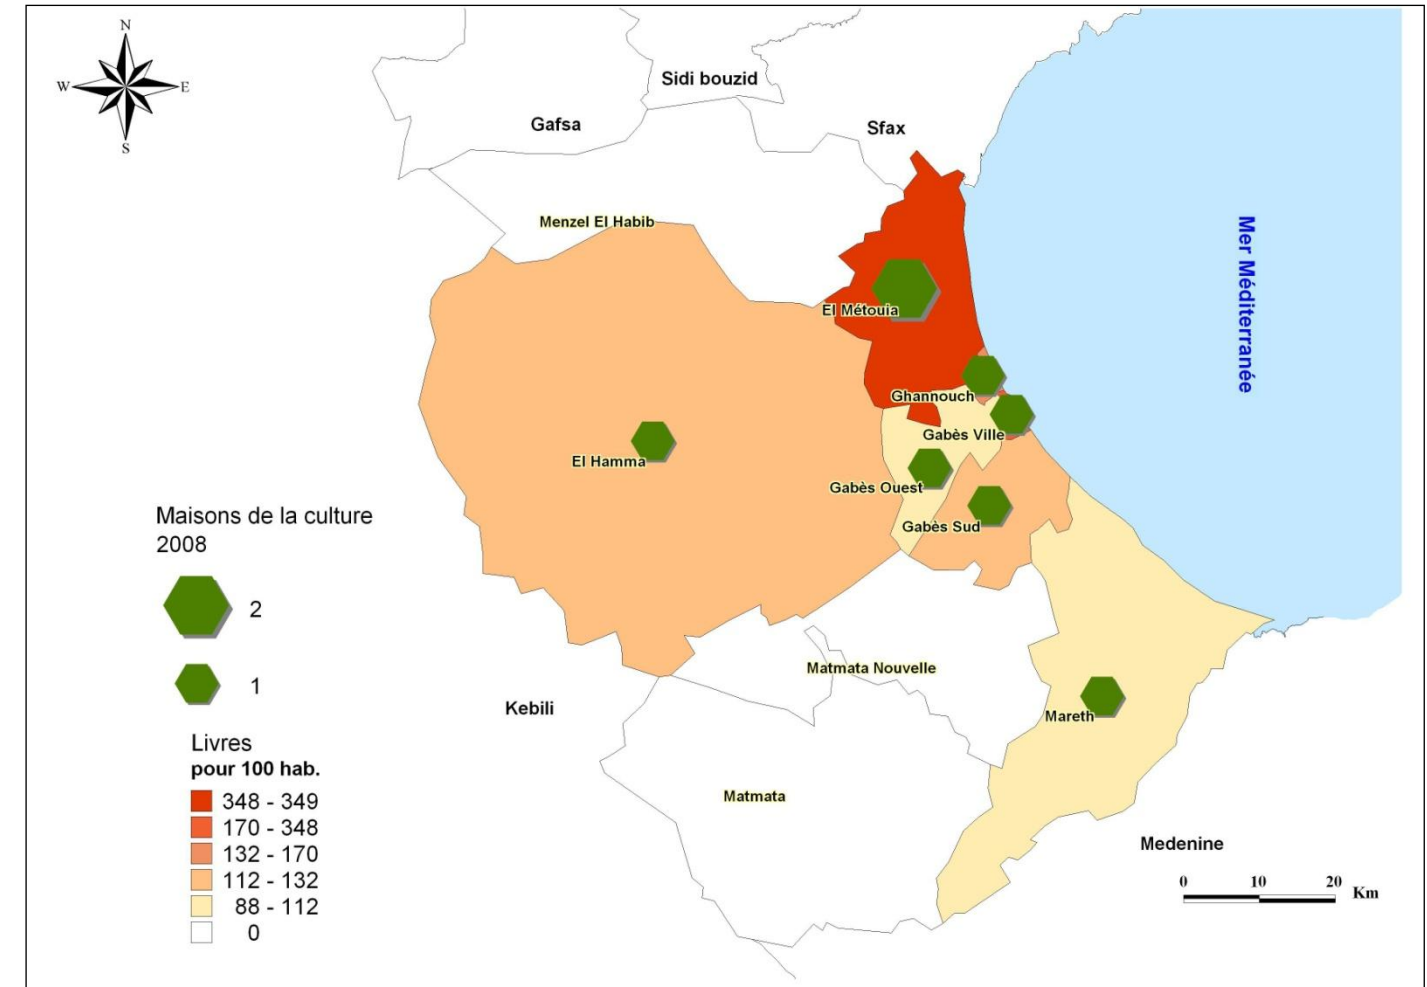 N
W
E
S
Sidi bouzid
Gafsa
Sfax
Menzel El Habib
Mer Méditerranée
El Métouia
Ghannouch
Gabès Ville
El Hamma
Gabès Ouest
Gabès Sud
Maisons de la culture
2008
2
1
Matmata Nouvelle
Kebili
Mareth
Livres
pour 100 hab.
348 - 349
170 - 348
132 - 170
112 - 132
88 - 112
0
Matmata
Medenine
0 10 20 Km